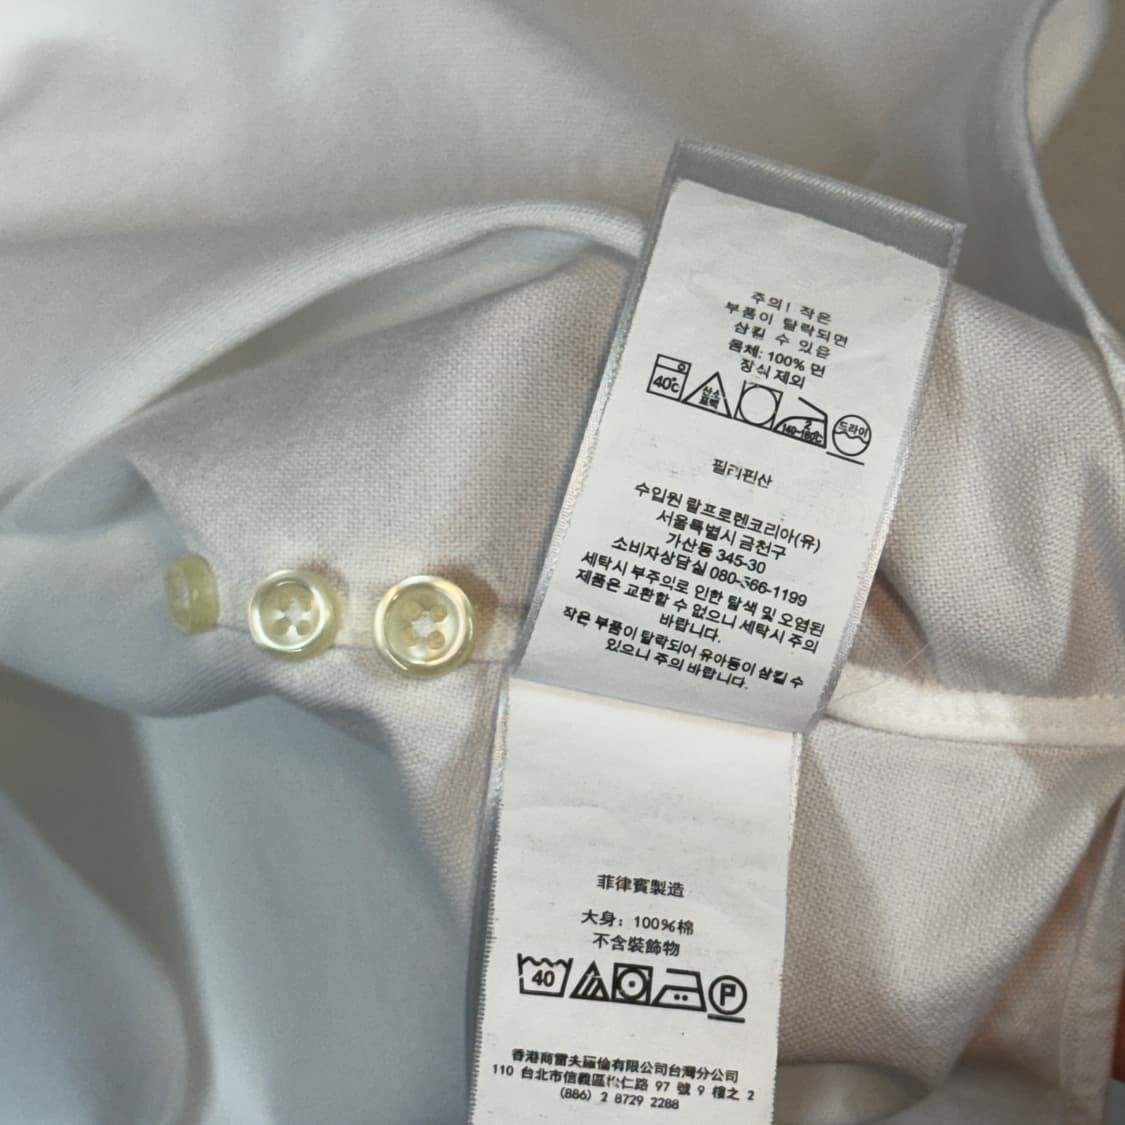 주의! 작은
부품이 탈락되면
삼킬 수 있음
몸체: 100% 면
장식 제외
40℃
산소
표백
2
140-160℃
드라이
필리핀산
수입원 랄프로렌코리아(유)
서울특별시 금천구
가산동 345-30
소비자상담실 080-566-1199
세탁시 부주의로 인한 탈색 및 오염된
제품은 교환할 수 없으니 세탁시 주의
바랍니다.
작은 부품이 탈락되어 유아동이 삼킬 수
있으니 주의 바랍니다.
菲律賓製造
大身: 100%棉
不含裝飾物
40
P
香港商雷夫羅倫有限公司台灣分公司
110 台北市信義區松仁路 97 號 9 樓之 2
(886) 2 8729 2288